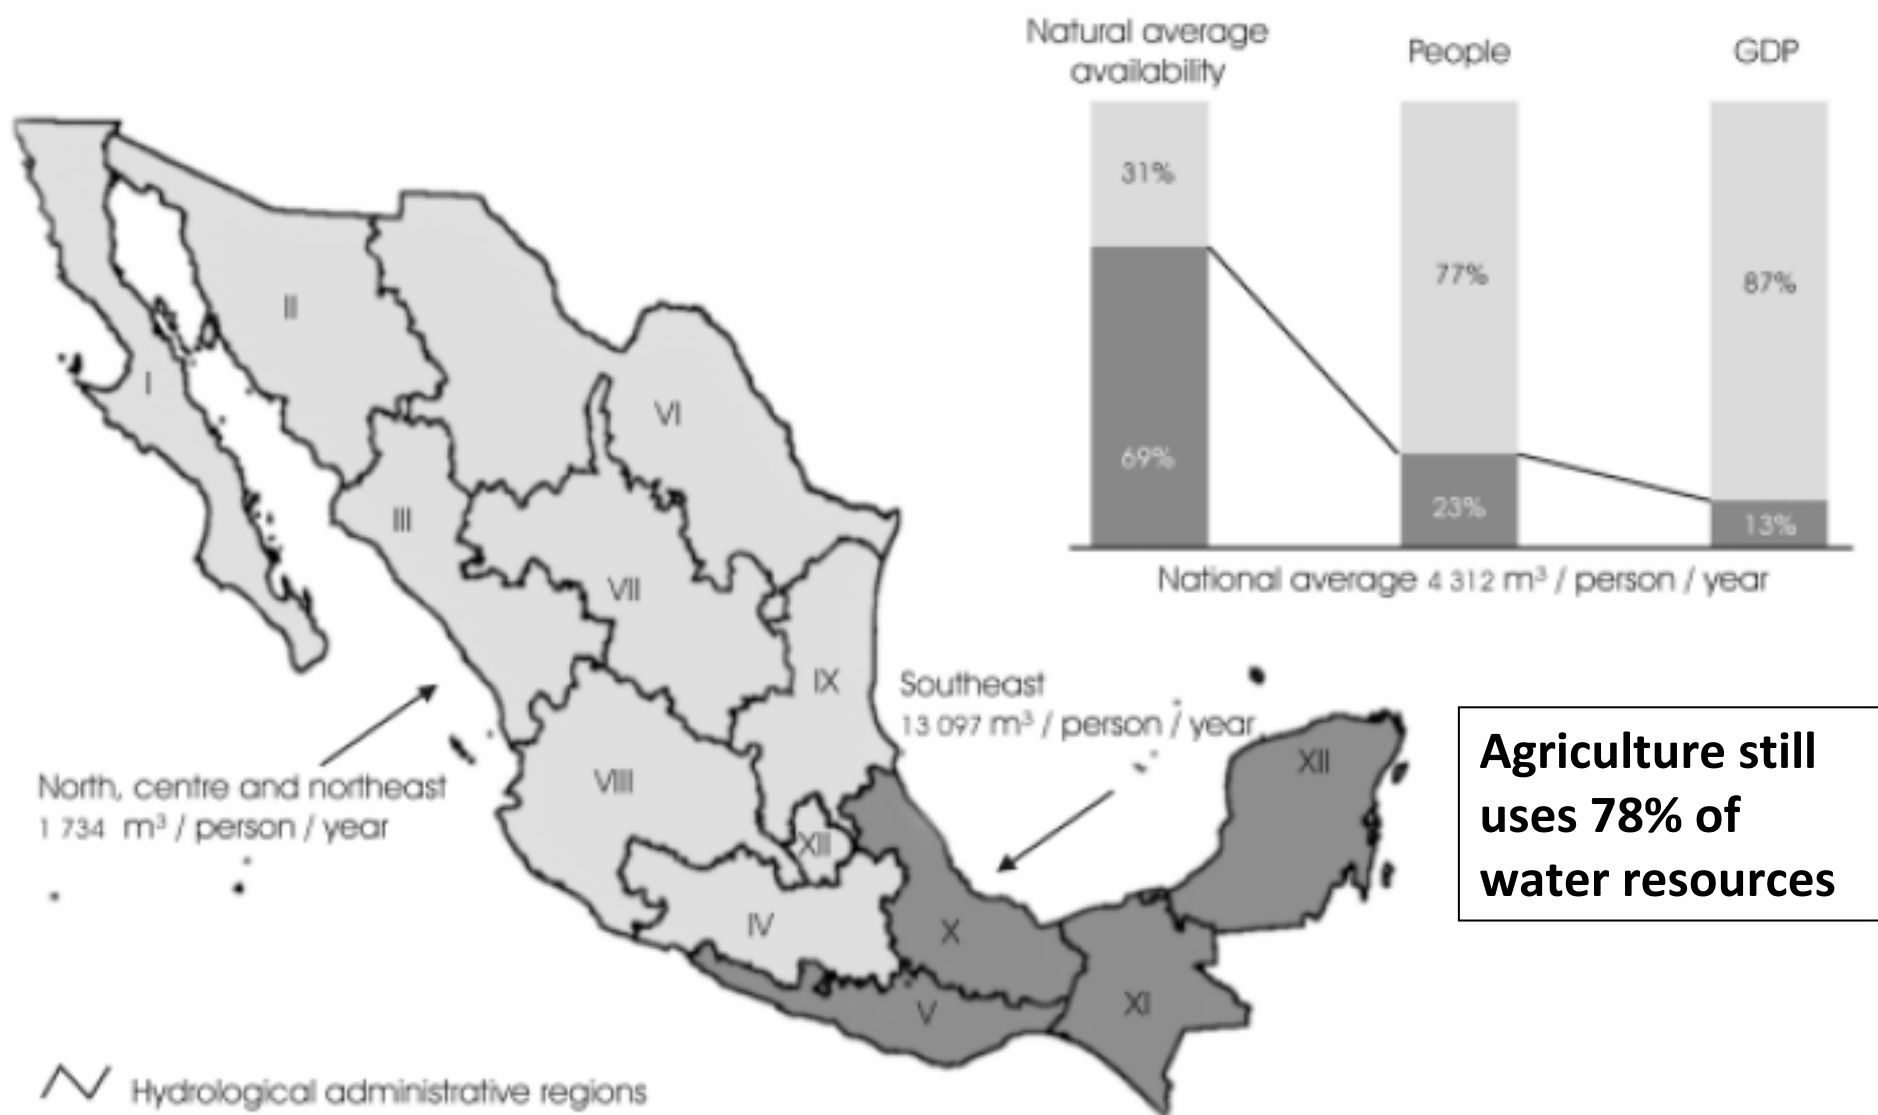 Natural average
availability
People
GDP
31%
77%
87%
69%
23%
13%
National average 4 312 m³ / person / year
I
II
III
VI
VII
IX
VIII
XII
IV
X
V
XI
XII
Southeast
13 097 m³ / person / year
North, centre and northeast
1 734 m³ / person / year
Agriculture still
uses 78% of
water resources
Hydrological administrative regions